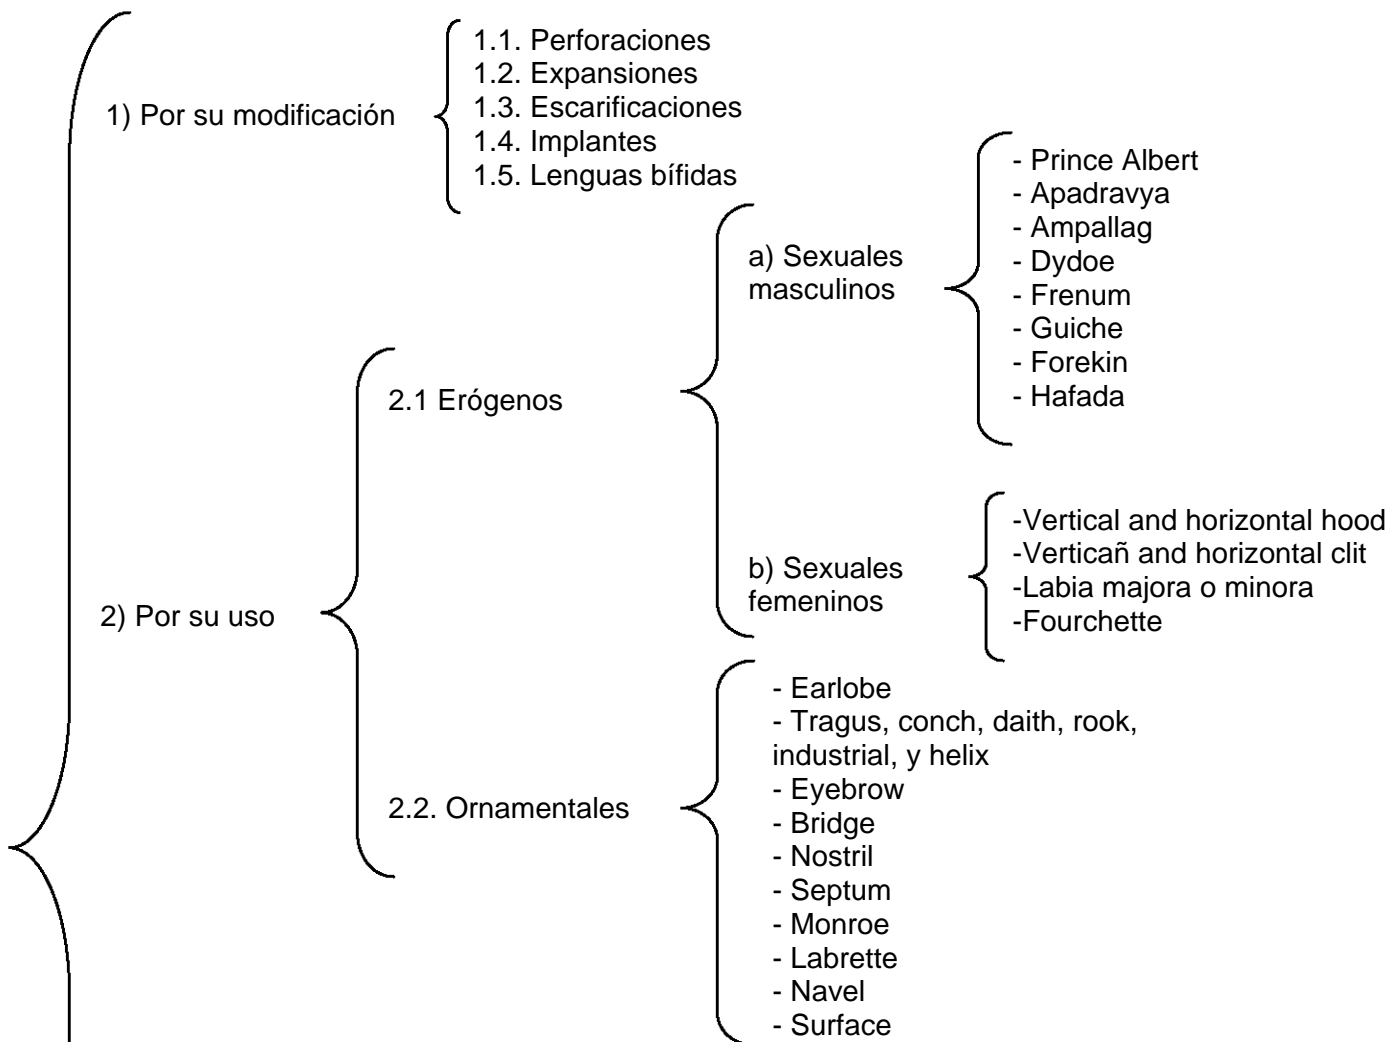 1) Por su modificación
1.1. Perforaciones
1.2. Expansiones
1.3. Escarificaciones
1.4. Implantes
1.5. Lenguas bífidas
2) Por su uso
2.1 Erógenos
a) Sexuales
masculinos
- Prince Albert
- Apadravya
- Ampallag
- Dydoe
- Frenum
- Guiche
- Forekin
- Hafada
b) Sexuales
femeninos
-Vertical and horizontal hood
-Verticañ and horizontal clit
-Labia majora o minora
-Fourchette
2.2. Ornamentales
- Earlobe
- Tragus, conch, daith, rook,
industrial, y helix
- Eyebrow
- Bridge
- Nostril
- Septum
- Monroe
- Labrette
- Navel
- Surface